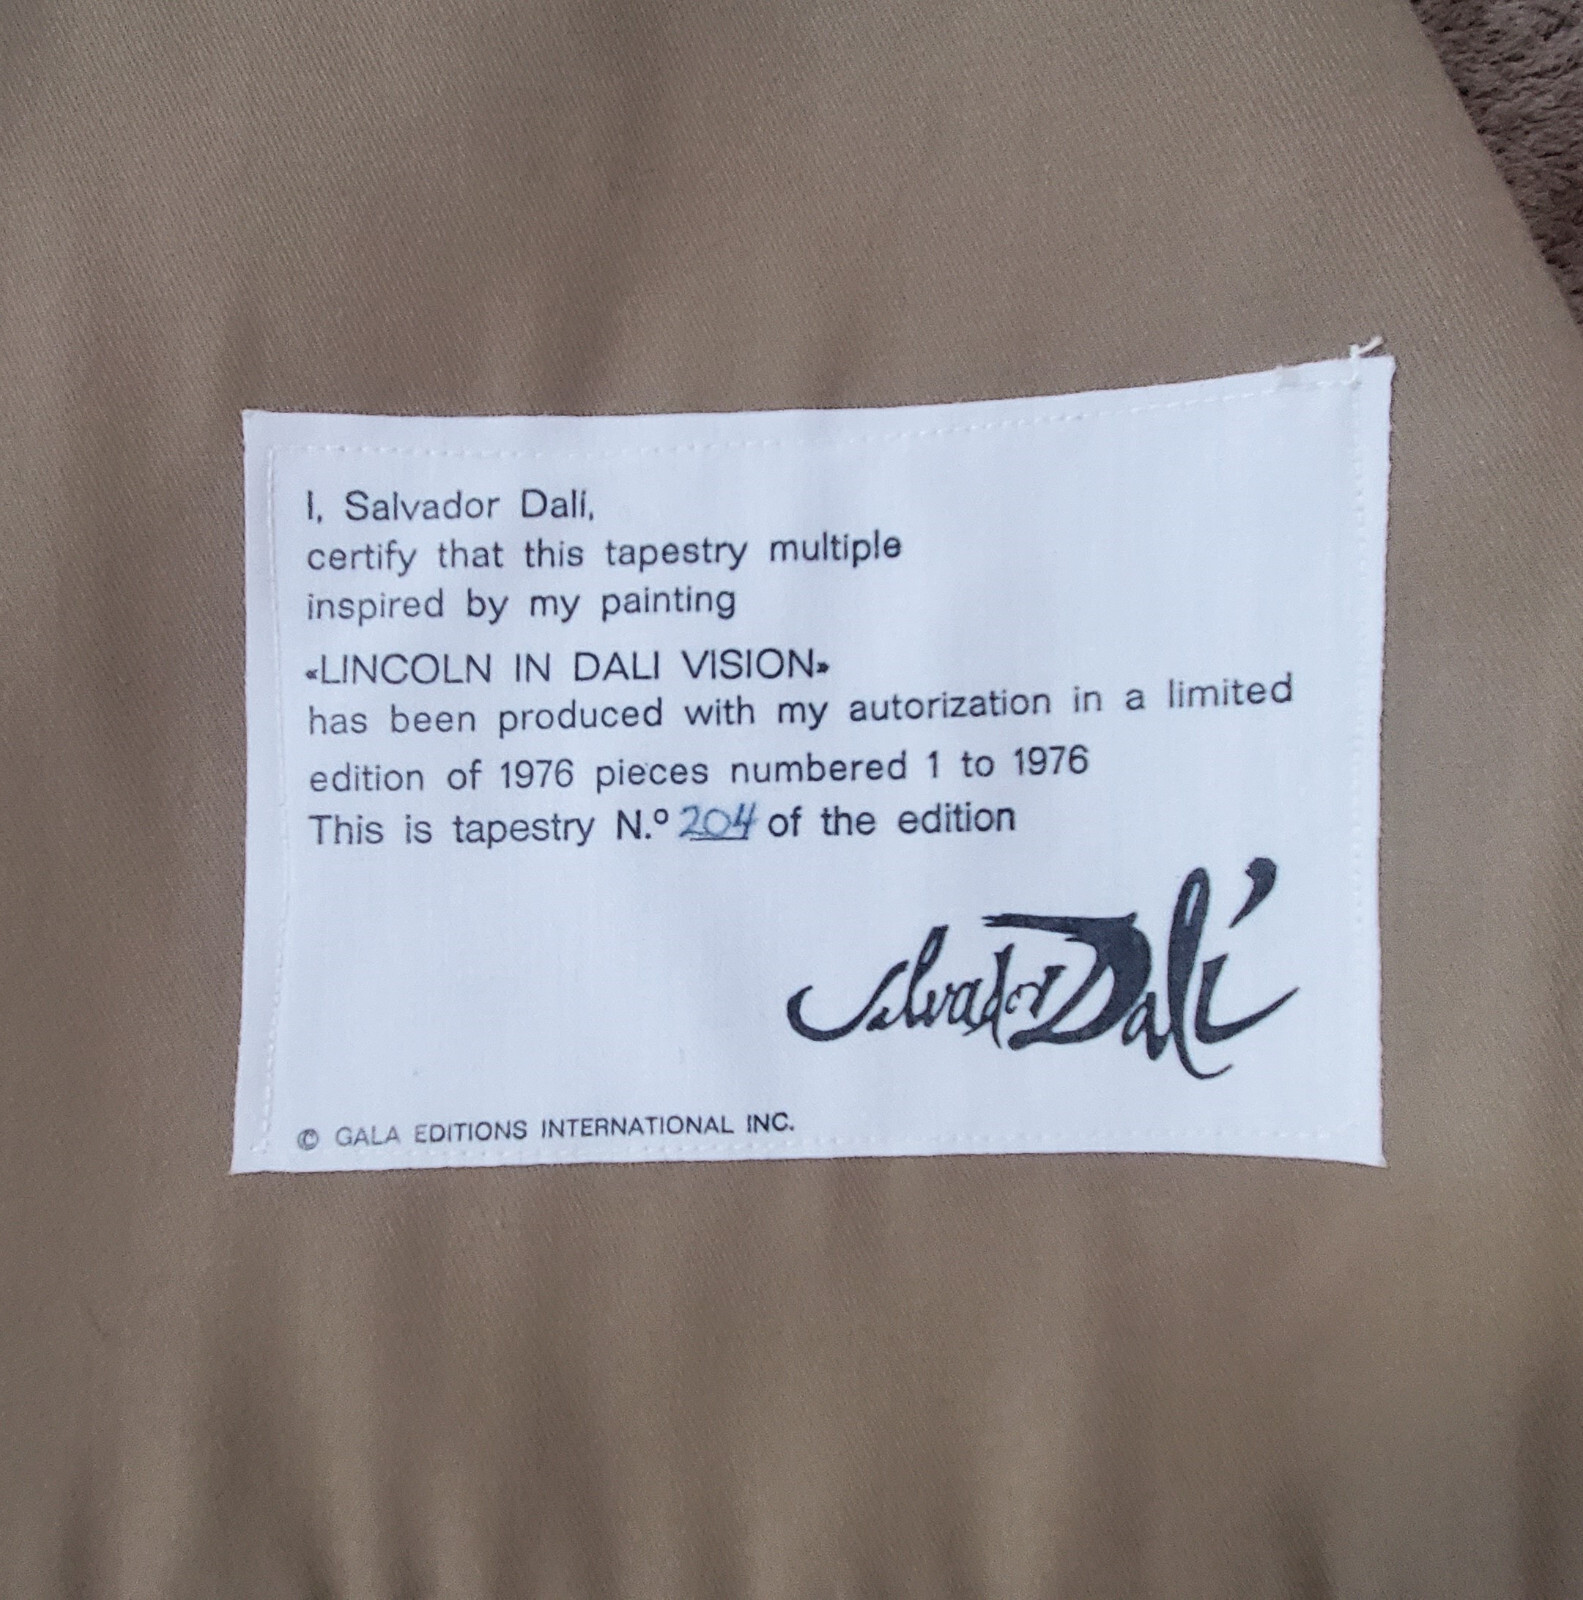 I, Salvador Dalí,
certify that this tapestry multiple
inspired by my painting
«LINCOLN IN DALI VISION»
has been produced with my autorization in a limited
edition of 1976 pieces numbered 1 to 1976
This is tapestry N.º 204 of the edition
Salvador Dalí
© GALA EDITIONS INTERNATIONAL INC.